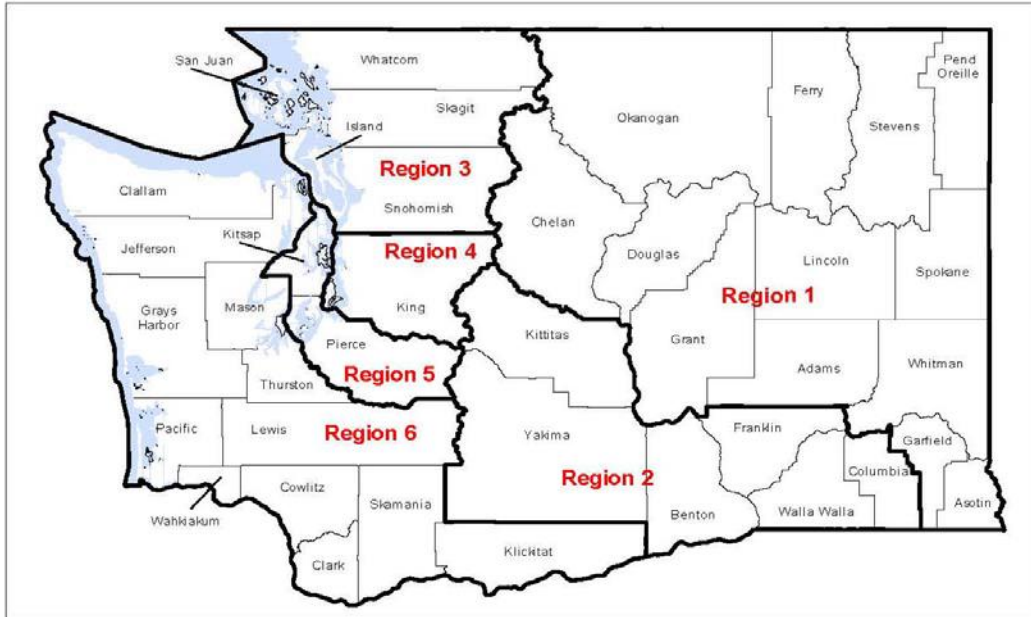 San Juan
Whatcom
Pend
Oreille
Skagit
Ferry
Okanogan
Stevens
Island
Region 3
Clallam
Snohomish
Chelan
Kitsap
Region 4
Jefferson
Douglas
Lincoln
Spokane
Region 1
King
Grays
Harbor
Mason
Kittitas
Grant
Pierce
Adams
Whitman
Region 5
Thurston
Pacific
Lewis
Region 6
Yakima
Franklin
Garfield
Region 2
Columbia
Cowlitz
Skamania
Asotin
Wahkiakum
Benton
Walla Walla
Klickitat
Clark